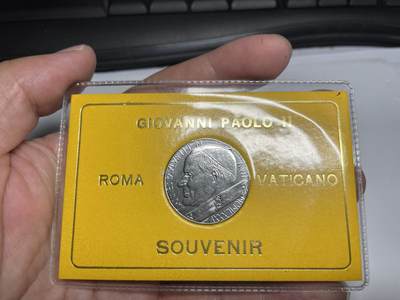 GIOVANNI PAOLO II
ROMA VATICANO
SOUVENIR